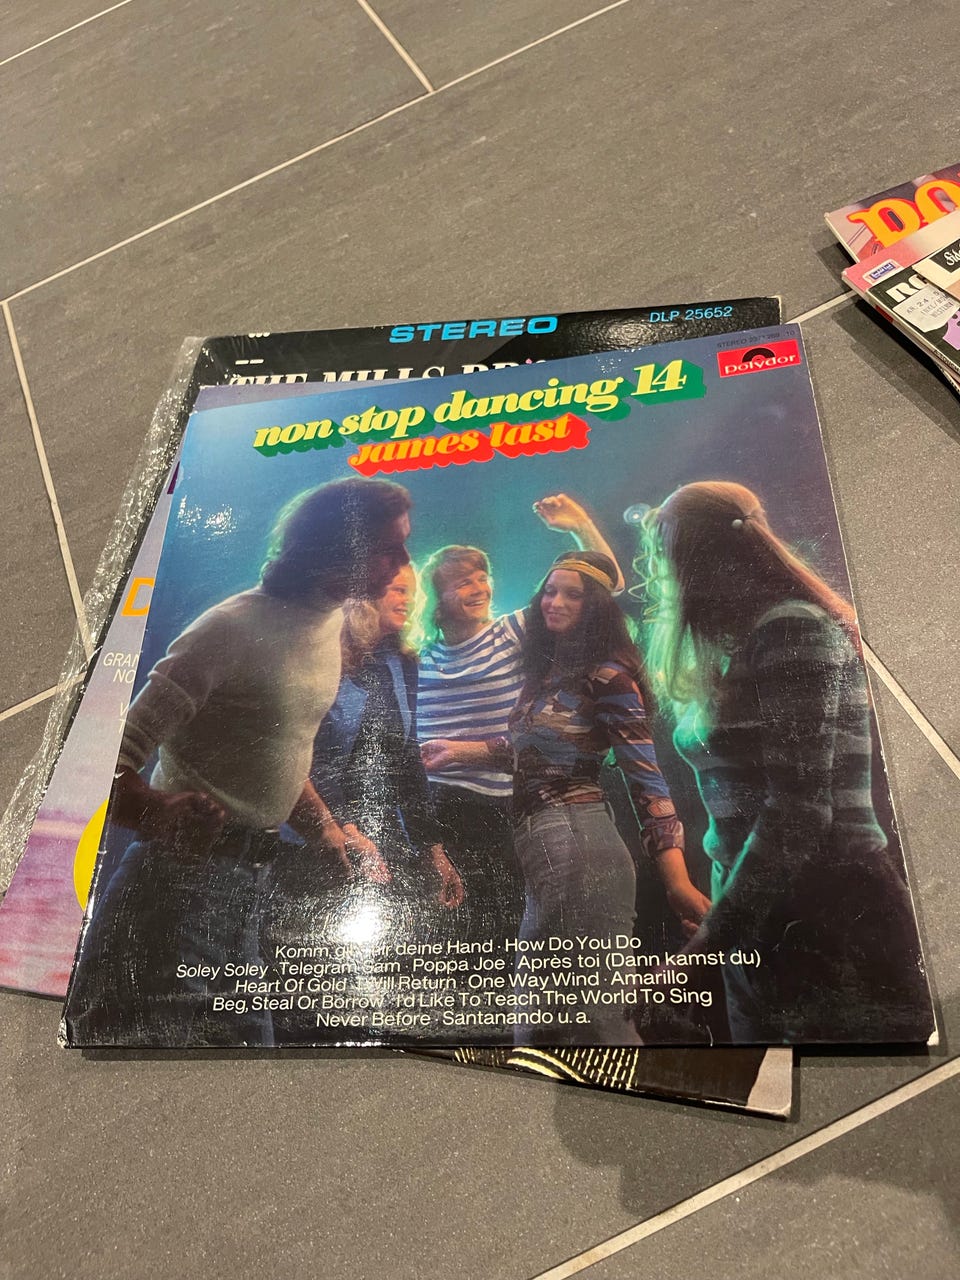 STEREO
DLP 25652
THE MILLS
polydor
non stop dancing 14
james last
GRAN
NO
Komm, gib mir deine Hand · How Do You Do
Soley Soley · Telegram Sam · Poppa Joe · Après toi (Dann kamst du)
Heart Of Gold · I Will Return · One Way Wind · Amarillo
Beg, Steal Or Borrow · I'd Like To Teach The World To Sing
Never Before · Santanando u. a.